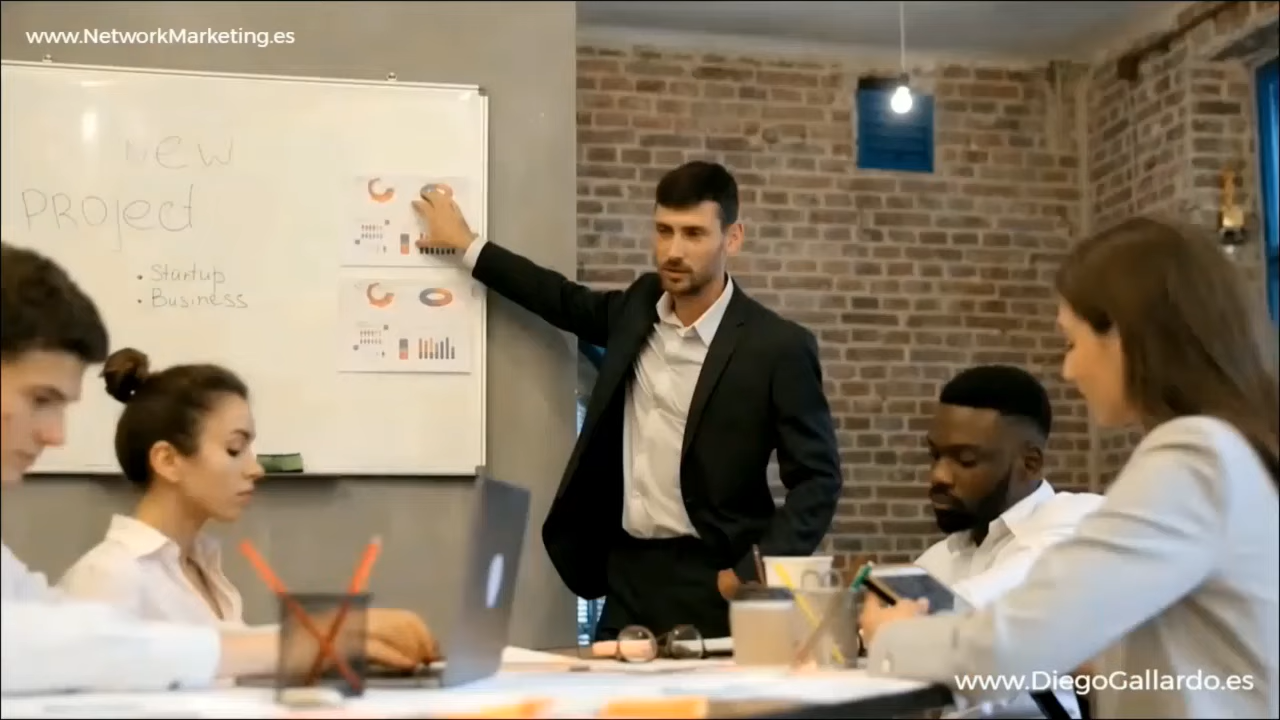 www.NetworkMarketing.es
New
PROject
• Startup
• Business
www.DiegoGallardo.es